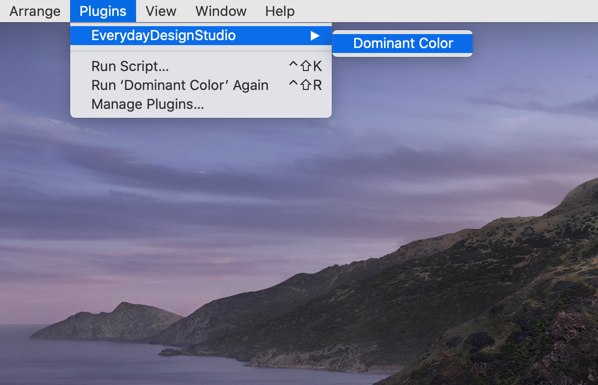 Arrange Plugins View Window Help
EverydayDesignStudio ▶
Dominant Color
Run Script... ⌃⇧K
Run ‘Dominant Color’ Again ⌃⇧R
Manage Plugins...